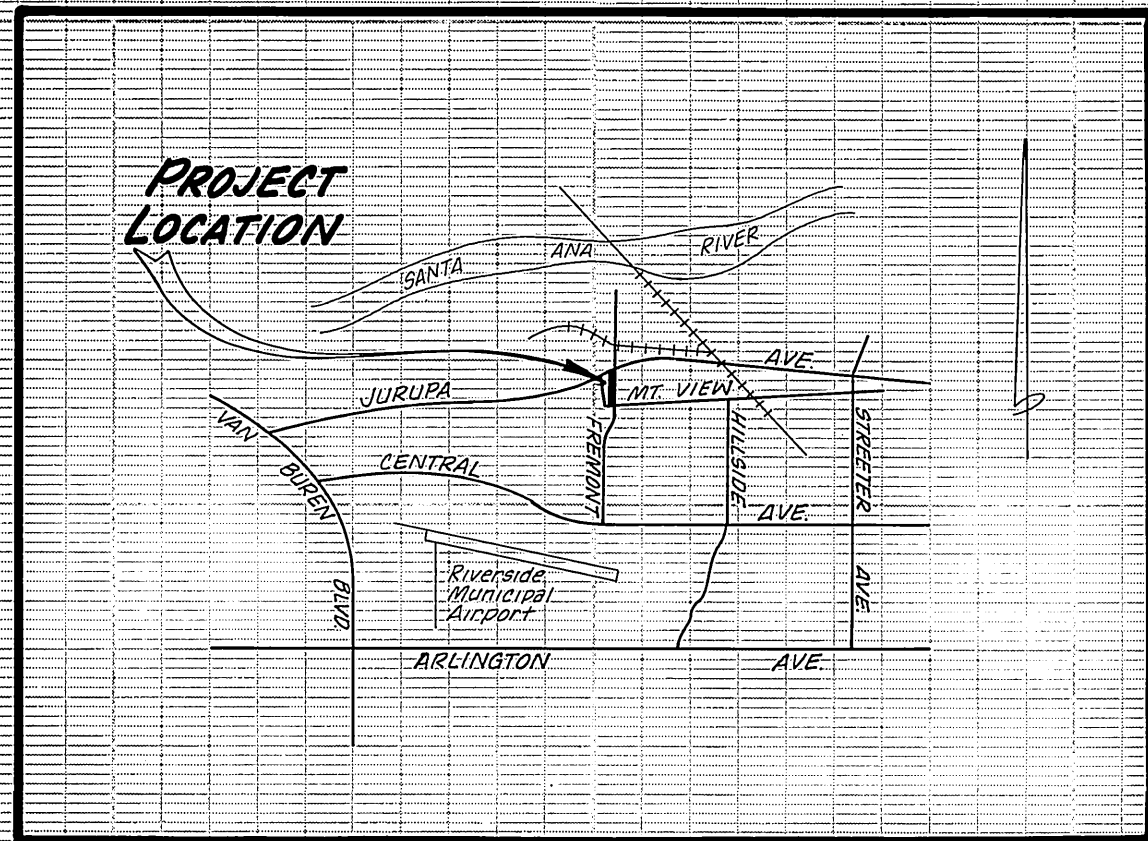 PROJECT
LOCATION
SANTA ANA RIVER
JURUPA AVE.
MT. VIEW
VAN BUREN BLVD.
CENTRAL AVE.
FREMONT
HILLSIDE
STREETER AVE.
Riverside
Municipal
Airport
ARLINGTON AVE.